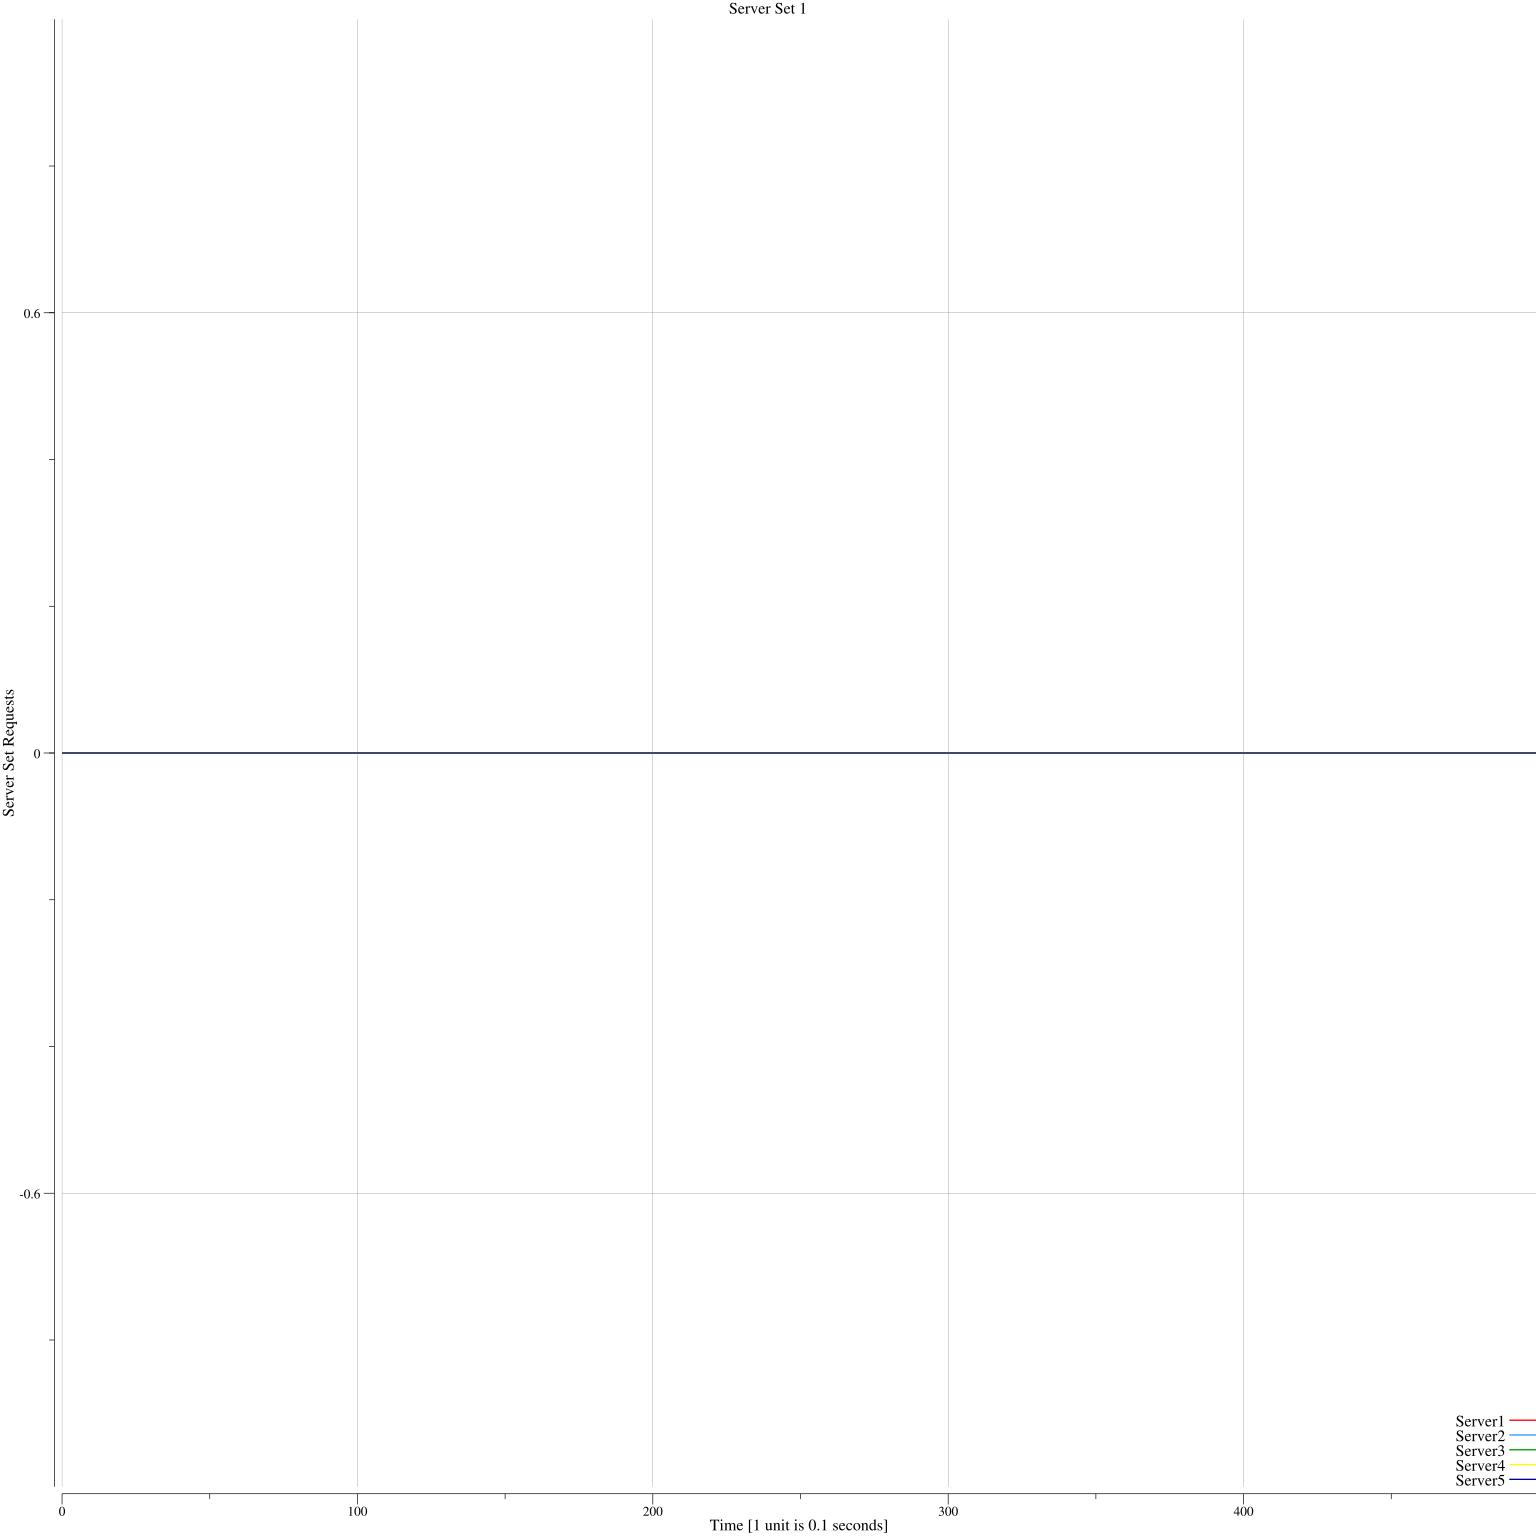 Server Set 1
0.6
0
-0.6
Server Set Requests
Server1
Server2
Server3
Server4
Server5
0 100 200 300 400
Time [1 unit is 0.1 seconds]